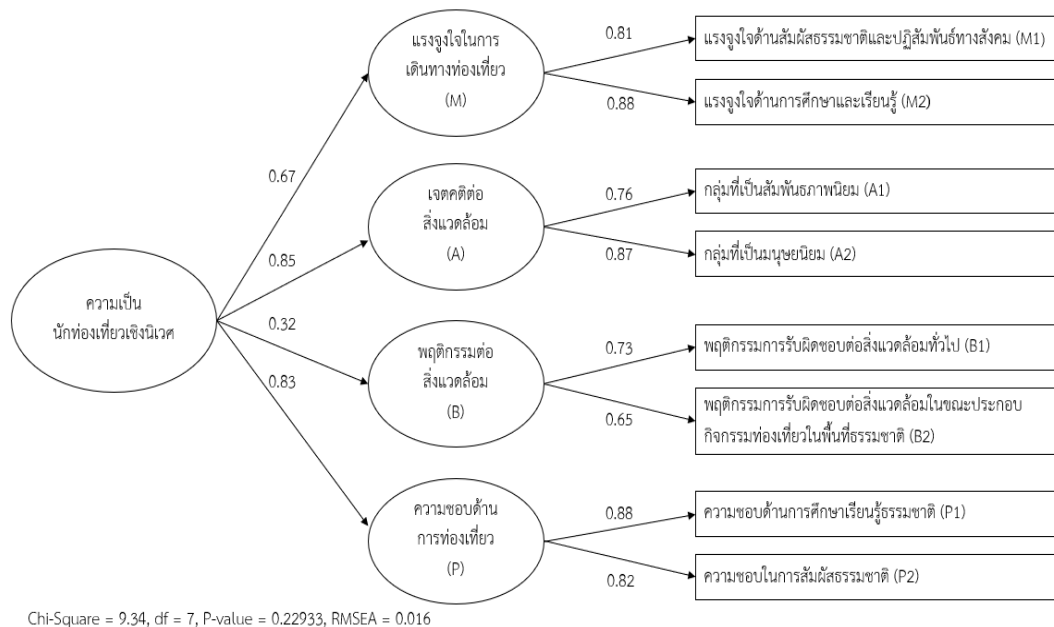 แรงจูงใจในการ
เดินทางท่องเที่ยว
(M)
0.81
แรงจูงใจด้านสัมผัสธรรมชาติและปฏิสัมพันธ์ทางสังคม (M1)
0.88
แรงจูงใจด้านการศึกษาและเรียนรู้ (M2)
0.67
เจตคติต่อ
สิ่งแวดล้อม
(A)
0.76
กลุ่มที่เป็นสัมพันธภาพนิยม (A1)
0.87
กลุ่มที่เป็นมนุษยนิยม (A2)
0.85
ความเป็น
นักท่องเที่ยวเชิงนิเวศ
0.32
พฤติกรรมต่อ
สิ่งแวดล้อม
(B)
0.73
พฤติกรรมการรับผิดชอบต่อสิ่งแวดล้อมทั่วไป (B1)
0.65
พฤติกรรมการรับผิดชอบต่อสิ่งแวดล้อมในขณะประกอบ
กิจกรรมท่องเที่ยวในพื้นที่ธรรมชาติ (B2)
0.83
ความชอบด้าน
การท่องเที่ยว
(P)
0.88
ความชอบด้านการศึกษาเรียนรู้ธรรมชาติ (P1)
0.82
ความชอบในการสัมผัสธรรมชาติ (P2)
Chi-Square = 9.34, df = 7, P-value = 0.22933, RMSEA = 0.016